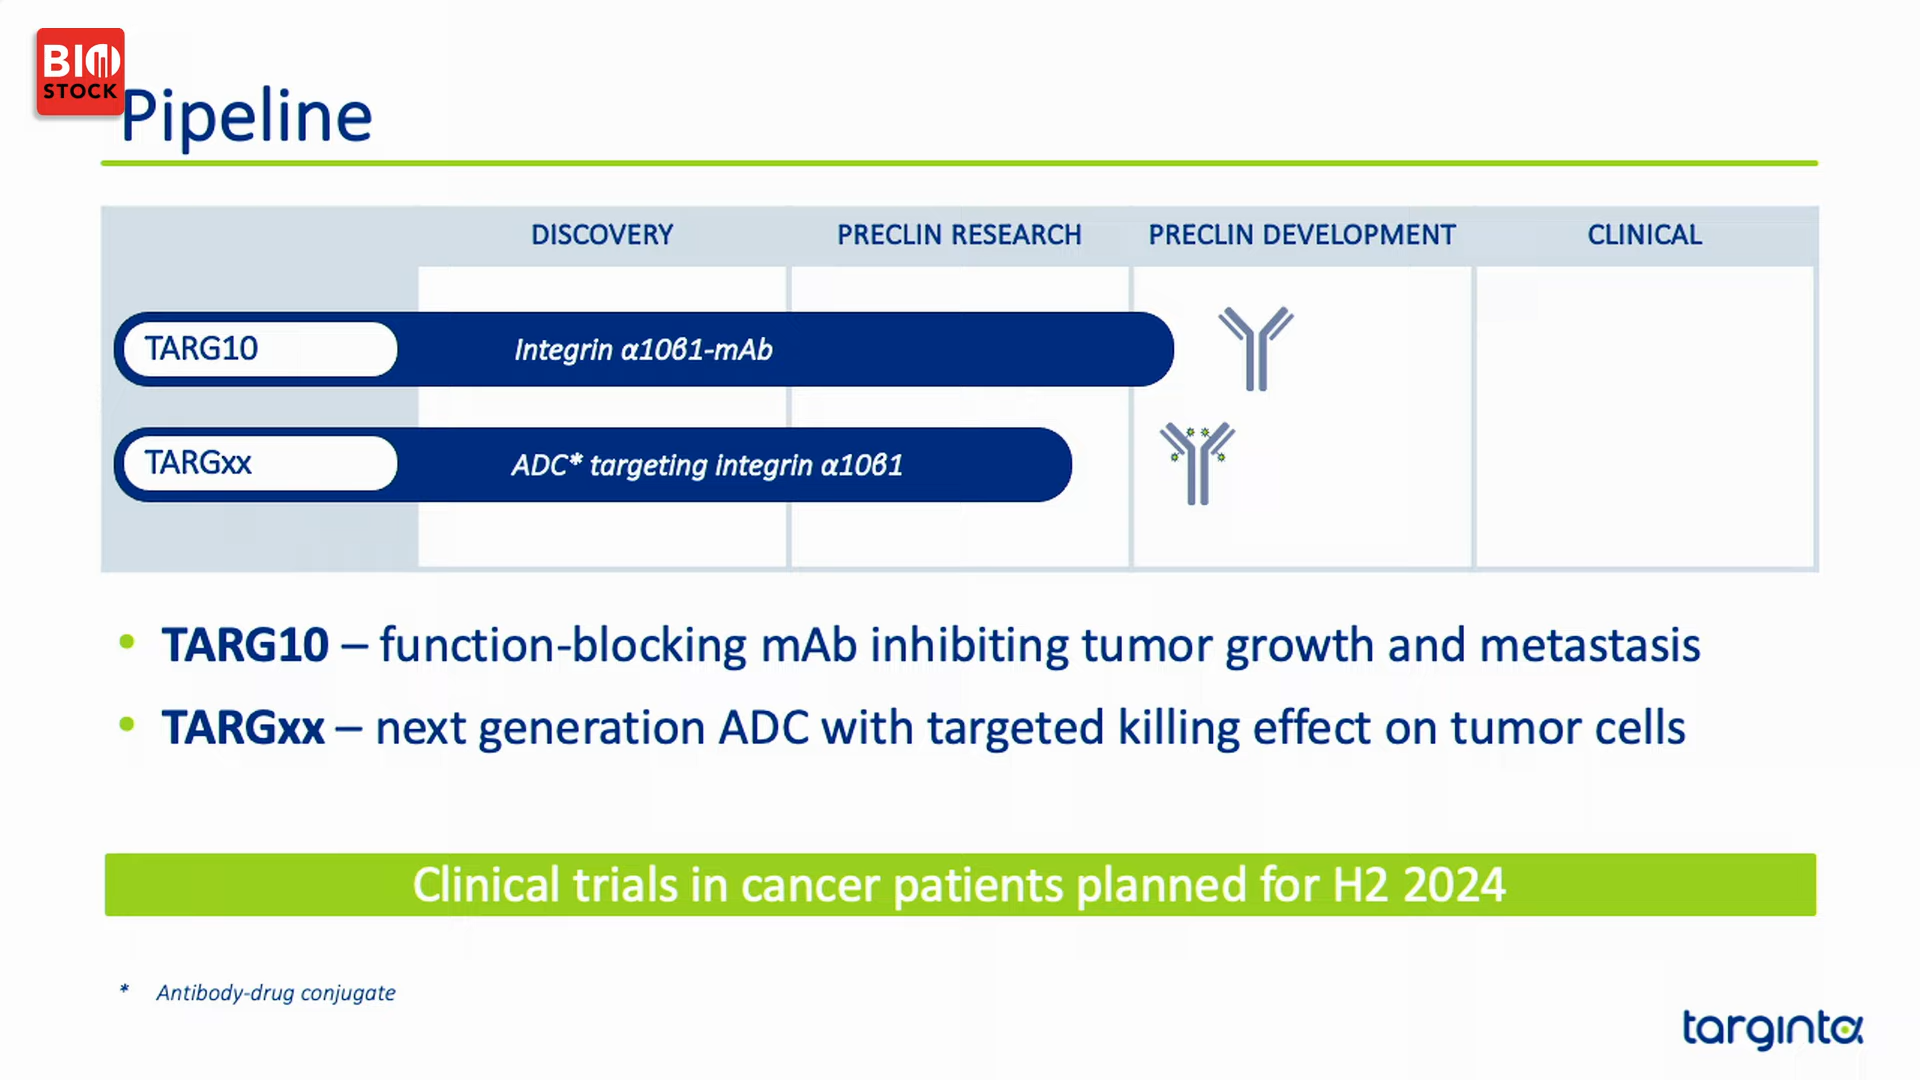 BIO
STOCK
Pipeline
DISCOVERY PRECLIN RESEARCH PRECLIN DEVELOPMENT CLINICAL
TARG10 Integrin α10β1-mAb
TARGxx ADC* targeting integrin α10β1
• TARG10 – function-blocking mAb inhibiting tumor growth and metastasis
• TARGxx – next generation ADC with targeted killing effect on tumor cells
Clinical trials in cancer patients planned for H2 2024
* Antibody-drug conjugate
targinta